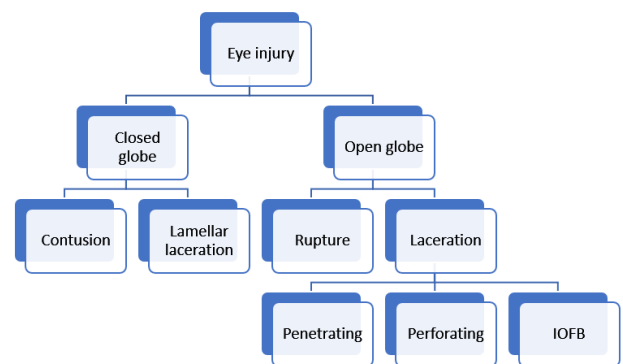 Eye injury
Closed
globe
Open globe
Contusion
Lamellar
laceration
Rupture
Laceration
Penetrating
Perforating
IOFB